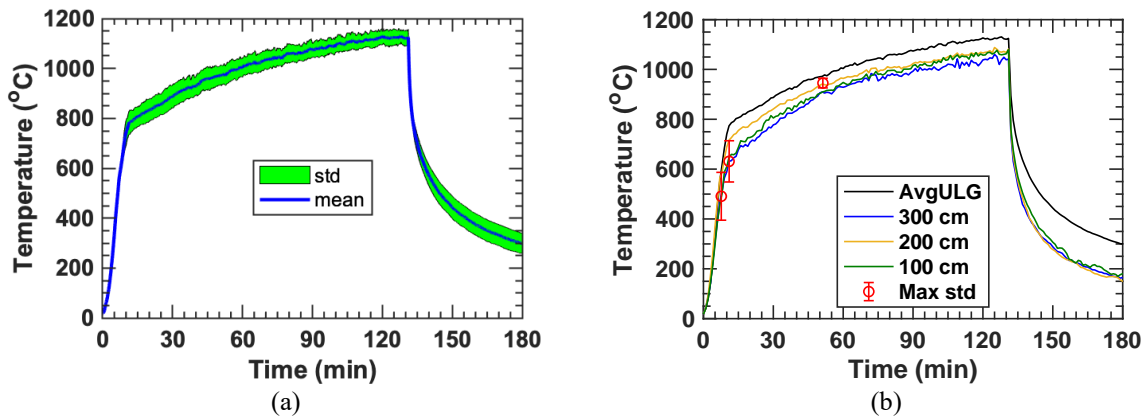 1200
1000
800
600
400
200
0
Temperature (°C)
std
mean
0 30 60 90 120 150 180
Time (min)
(a)
1200
1000
800
600
400
200
0
Temperature (°C)
AvgULG
300 cm
200 cm
100 cm
Max std
0 30 60 90 120 150 180
Time (min)
(b)